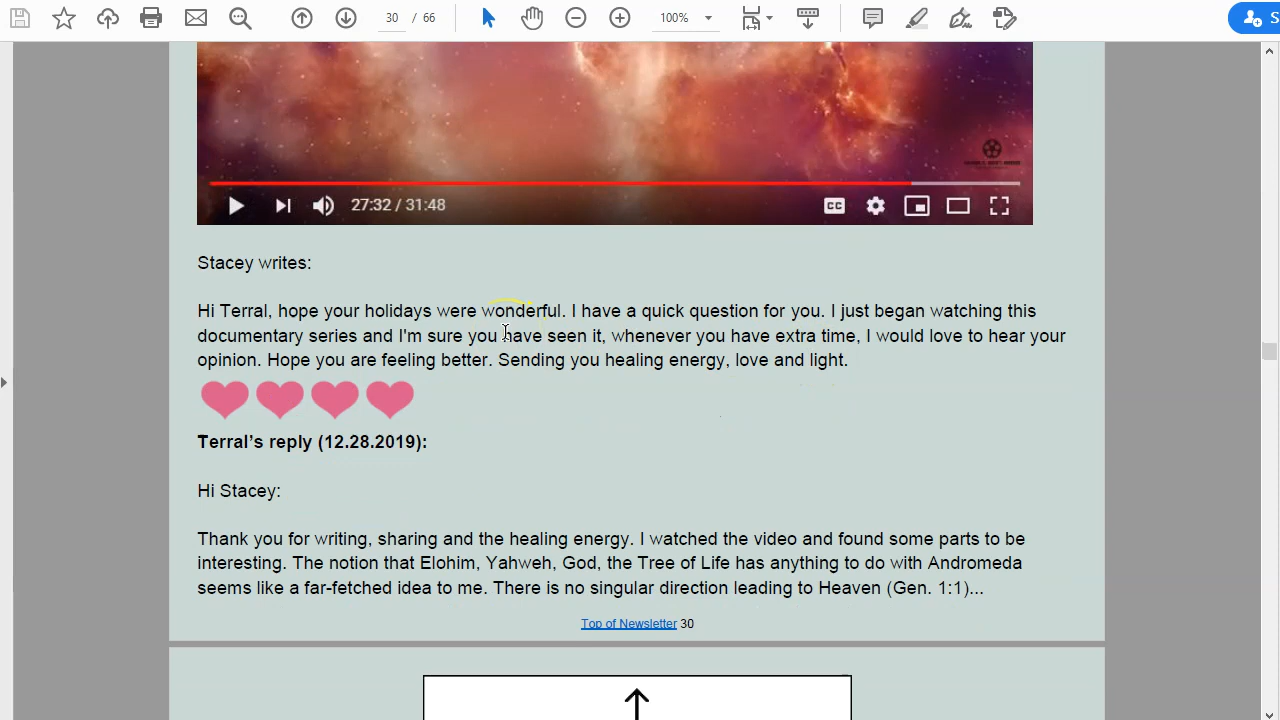 30 / 66
100%
S
27:32 / 31:48
CC
Stacey writes:
Hi Terral, hope your holidays were wonderful. I have a quick question for you. I just began watching this
documentary series and I'm sure you have seen it, whenever you have extra time, I would love to hear your
opinion. Hope you are feeling better. Sending you healing energy, love and light.
Terral's reply (12.28.2019):
Hi Stacey:
Thank you for writing, sharing and the healing energy. I watched the video and found some parts to be
interesting. The notion that Elohim, Yahweh, God, the Tree of Life has anything to do with Andromeda
seems like a far-fetched idea to me. There is no singular direction leading to Heaven (Gen. 1:1)...
Top of Newsletter 30